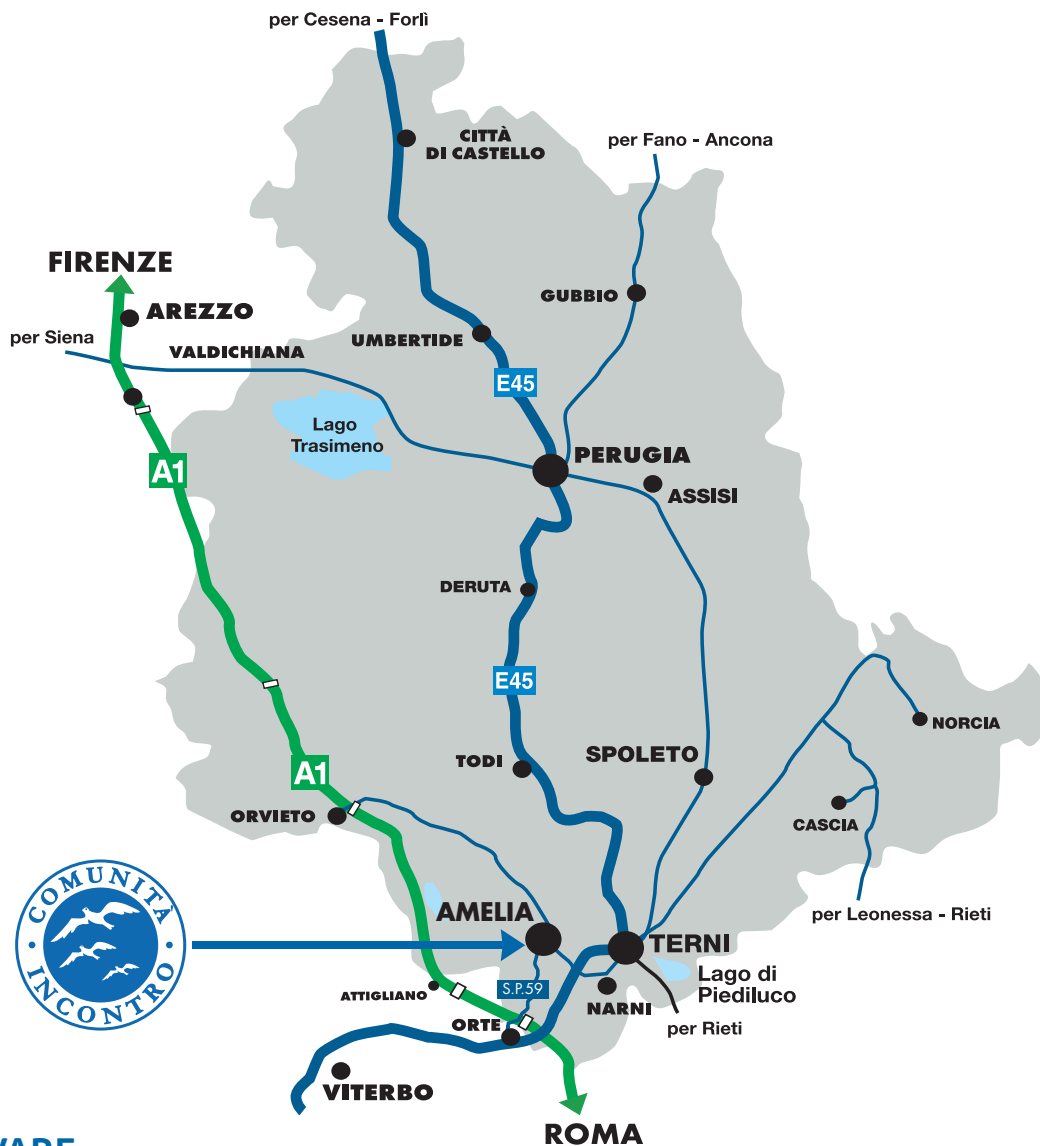 per Cesena - Forlì
CITTÀ
DI CASTELLO
per Fano - Ancona
FIRENZE
GUBBIO
AREZZO
per Siena
VALDICHIANA
UMBERTIDE
E45
Lago
Trasimeno
PERUGIA
A1
ASSISI
DERUTA
E45
NORCIA
TODI
SPOLETO
A1
ORVIETO
CASCIA
COMUNITÀ
INCONTRO
AMELIA
per Leonessa - Rieti
TERNI
Lago di
Piediluco
S.P.59
ATTIGLIANO
NARNI
ORTE
per Rieti
VITERBO
ROMA